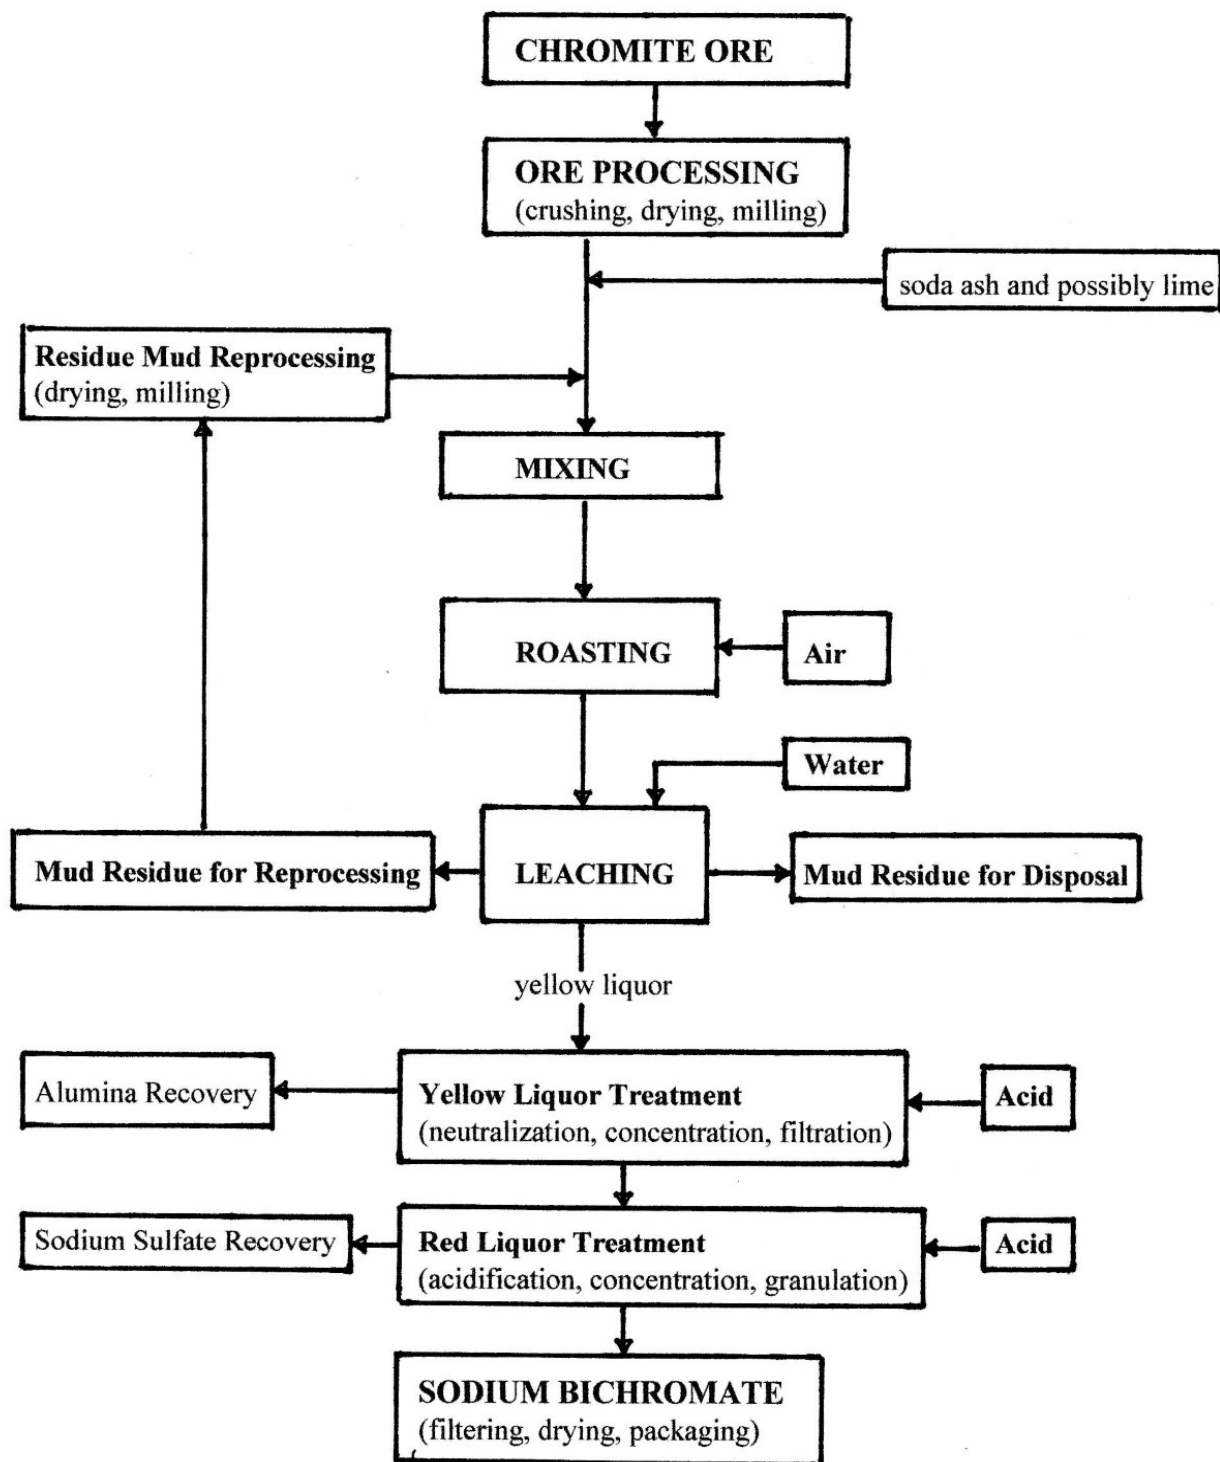 CHROMITE ORE
ORE PROCESSING
(crushing, drying, milling)
soda ash and possibly lime
Residue Mud Reprocessing
(drying, milling)
MIXING
ROASTING
Air
Water
Mud Residue for Reprocessing
LEACHING
Mud Residue for Disposal
yellow liquor
Alumina Recovery
Yellow Liquor Treatment
(neutralization, concentration, filtration)
Acid
Sodium Sulfate Recovery
Red Liquor Treatment
(acidification, concentration, granulation)
Acid
SODIUM BICHROMATE
(filtering, drying, packaging)